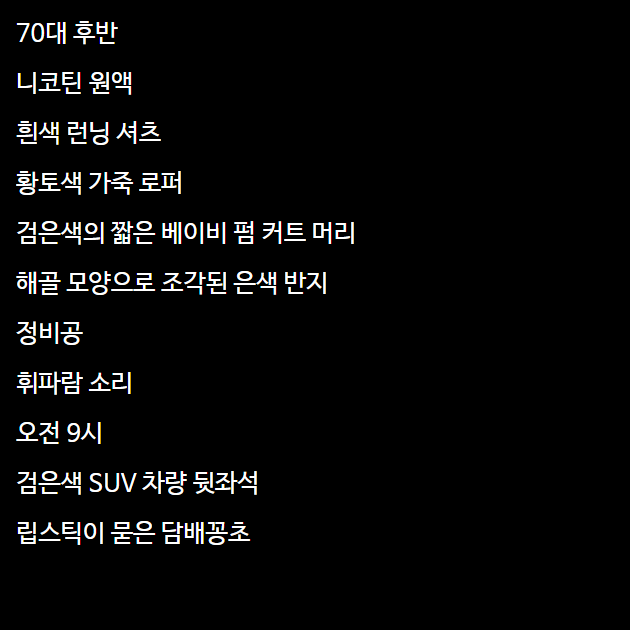 70대 후반
니코틴 원액
흰색 런닝 셔츠
황토색 가죽 로퍼
검은색의 짧은 베이비 펌 커트 머리
해골 모양으로 조각된 은색 반지
정비공
휘파람 소리
오전 9시
검은색 SUV 차량 뒷좌석
립스틱이 묻은 담배꽁초